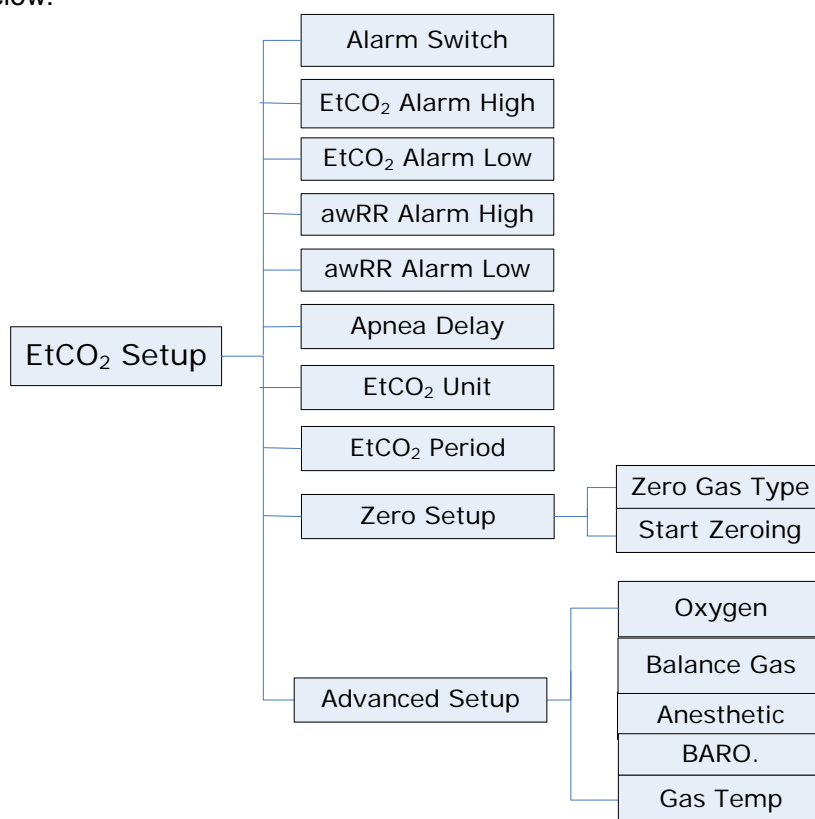 Alarm Switch
EtCO₂ Alarm High
EtCO₂ Alarm Low
awRR Alarm High
awRR Alarm Low
Apnea Delay
EtCO₂ Setup
EtCO₂ Unit
EtCO₂ Period
Zero Setup
Zero Gas Type
Start Zeroing
Advanced Setup
Oxygen
Balance Gas
Anesthetic
BARO.
Gas Temp